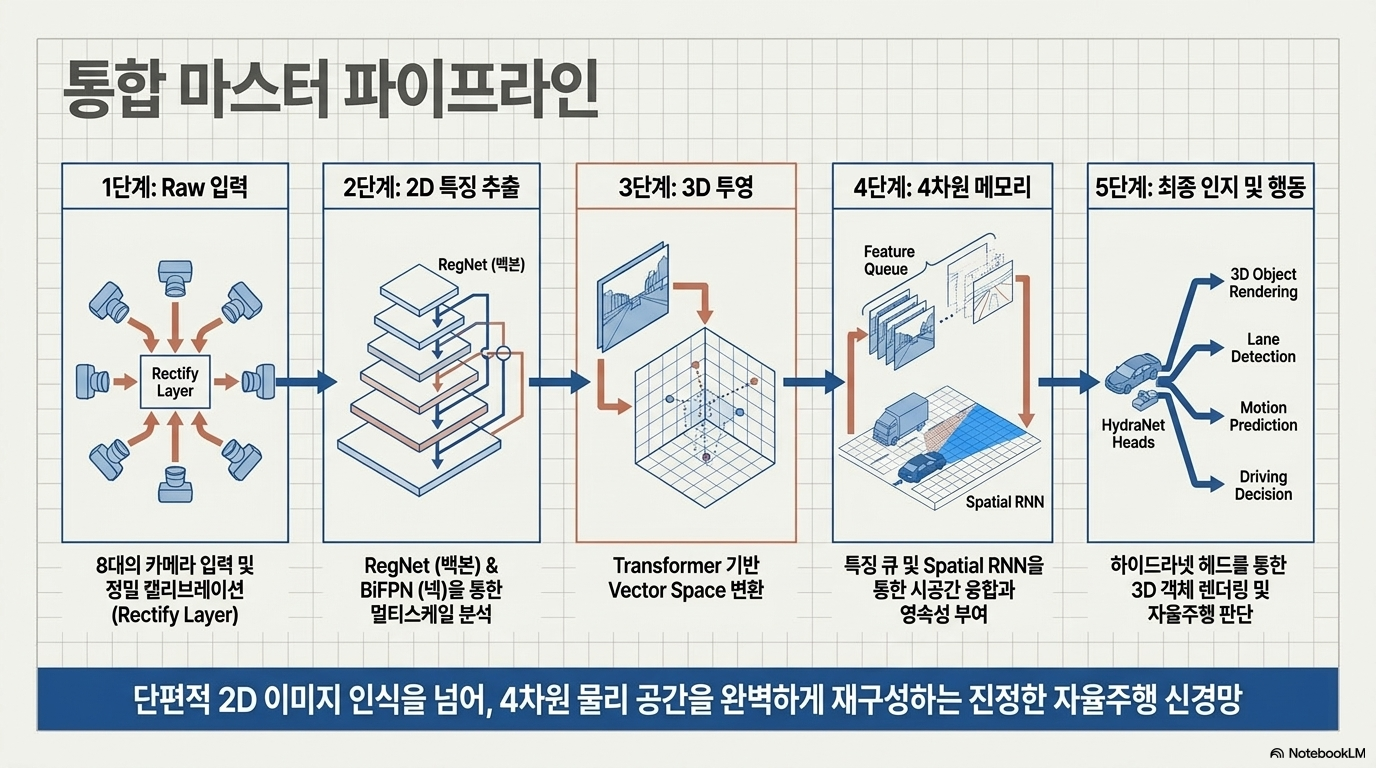 통합 마스터 파이프라인
1단계: Raw 입력
Rectify
Layer
8대의 카메라 입력 및
정밀 캘리브레이션
(Rectify Layer)
2단계: 2D 특징 추출
RegNet (백본)
RegNet (백본) &
BiFPN (넥)을 통한
멀티스케일 분석
3단계: 3D 투영
Transformer 기반
Vector Space 변환
4단계: 4차원 메모리
Feature
Queue
Spatial RNN
특징 큐 및 Spatial RNN을
통한 시공간 융합과
영속성 부여
5단계: 최종 인지 및 행동
3D Object
Rendering
Lane
Detection
HydraNet
Heads
Motion
Prediction
Driving
Decision
하이드라넷 헤드를 통한
3D 객체 렌더링 및
자율주행 판단
단편적 2D 이미지 인식을 넘어, 4차원 물리 공간을 완벽하게 재구성하는 진정한 자율주행 신경망
NotebookLM